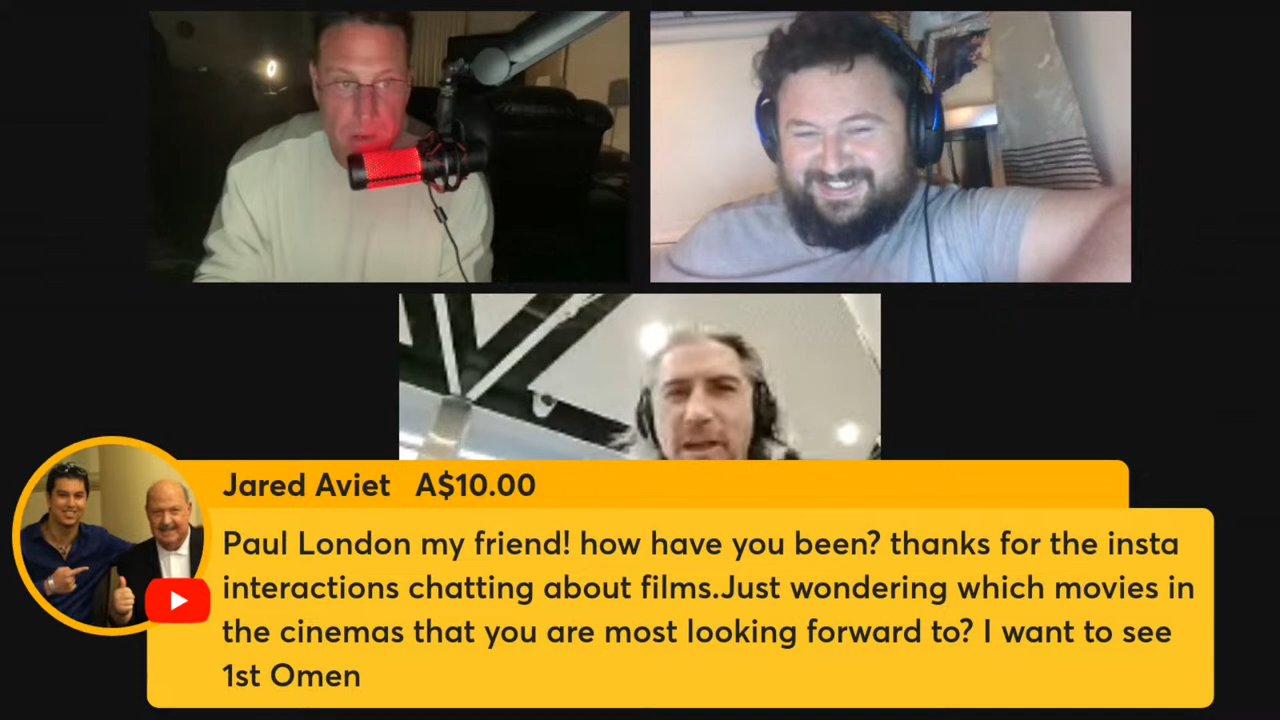 Jared Aviet A$10.00
Paul London my friend! how have you been? thanks for the insta
interactions chatting about films.Just wondering which movies in
the cinemas that you are most looking forward to? I want to see
1st Omen